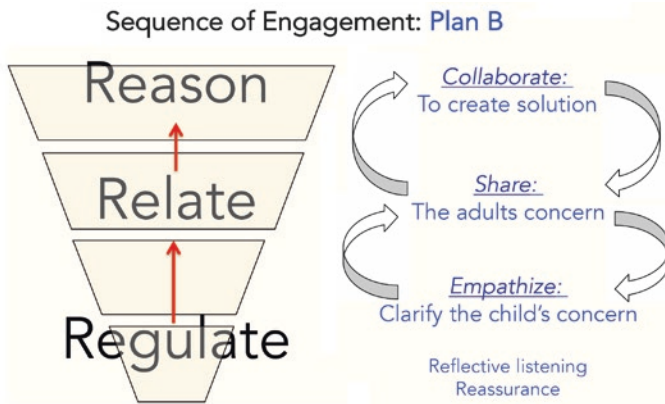 Sequence of Engagement: Plan B
Reason
Relate
Regulate
Collaborate:
To create solution
Share:
The adults concern
Empathize:
Clarify the child's concern
Reflective listening
Reassurance